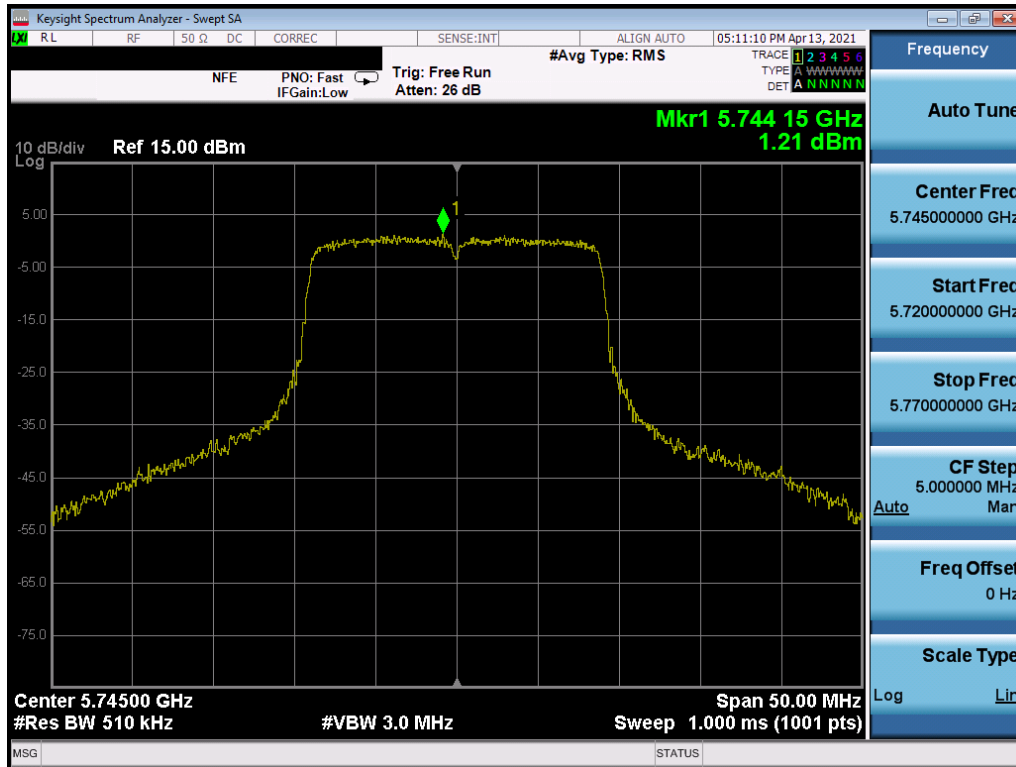 Keysight Spectrum Analyzer - Swept SA
LXI RL RF 50 Ω DC CORREC SENSE:INT ALIGN AUTO 05:11:10 PM Apr 13, 2021
NFE PNO: Fast Trig: Free Run #Avg Type: RMS TRACE 1 2 3 4 5 6
IFGain:Low Atten: 26 dB TYPE A WWWWW
DET A N N N N N
Mkr1 5.744 15 GHz
1.21 dBm
10 dB/div Ref 15.00 dBm
Log
1
5.00
-5.00
-15.0
-25.0
-35.0
-45.0
-55.0
-65.0
-75.0
Center 5.74500 GHz Span 50.00 MHz
#Res BW 510 kHz #VBW 3.0 MHz Sweep 1.000 ms (1001 pts)
MSG STATUS
Frequency
Auto Tune
Center Freq
5.745000000 GHz
Start Freq
5.720000000 GHz
Stop Freq
5.770000000 GHz
CF Step
5.000000 MHz
Auto Man
Freq Offset
0 Hz
Scale Type
Log Lin